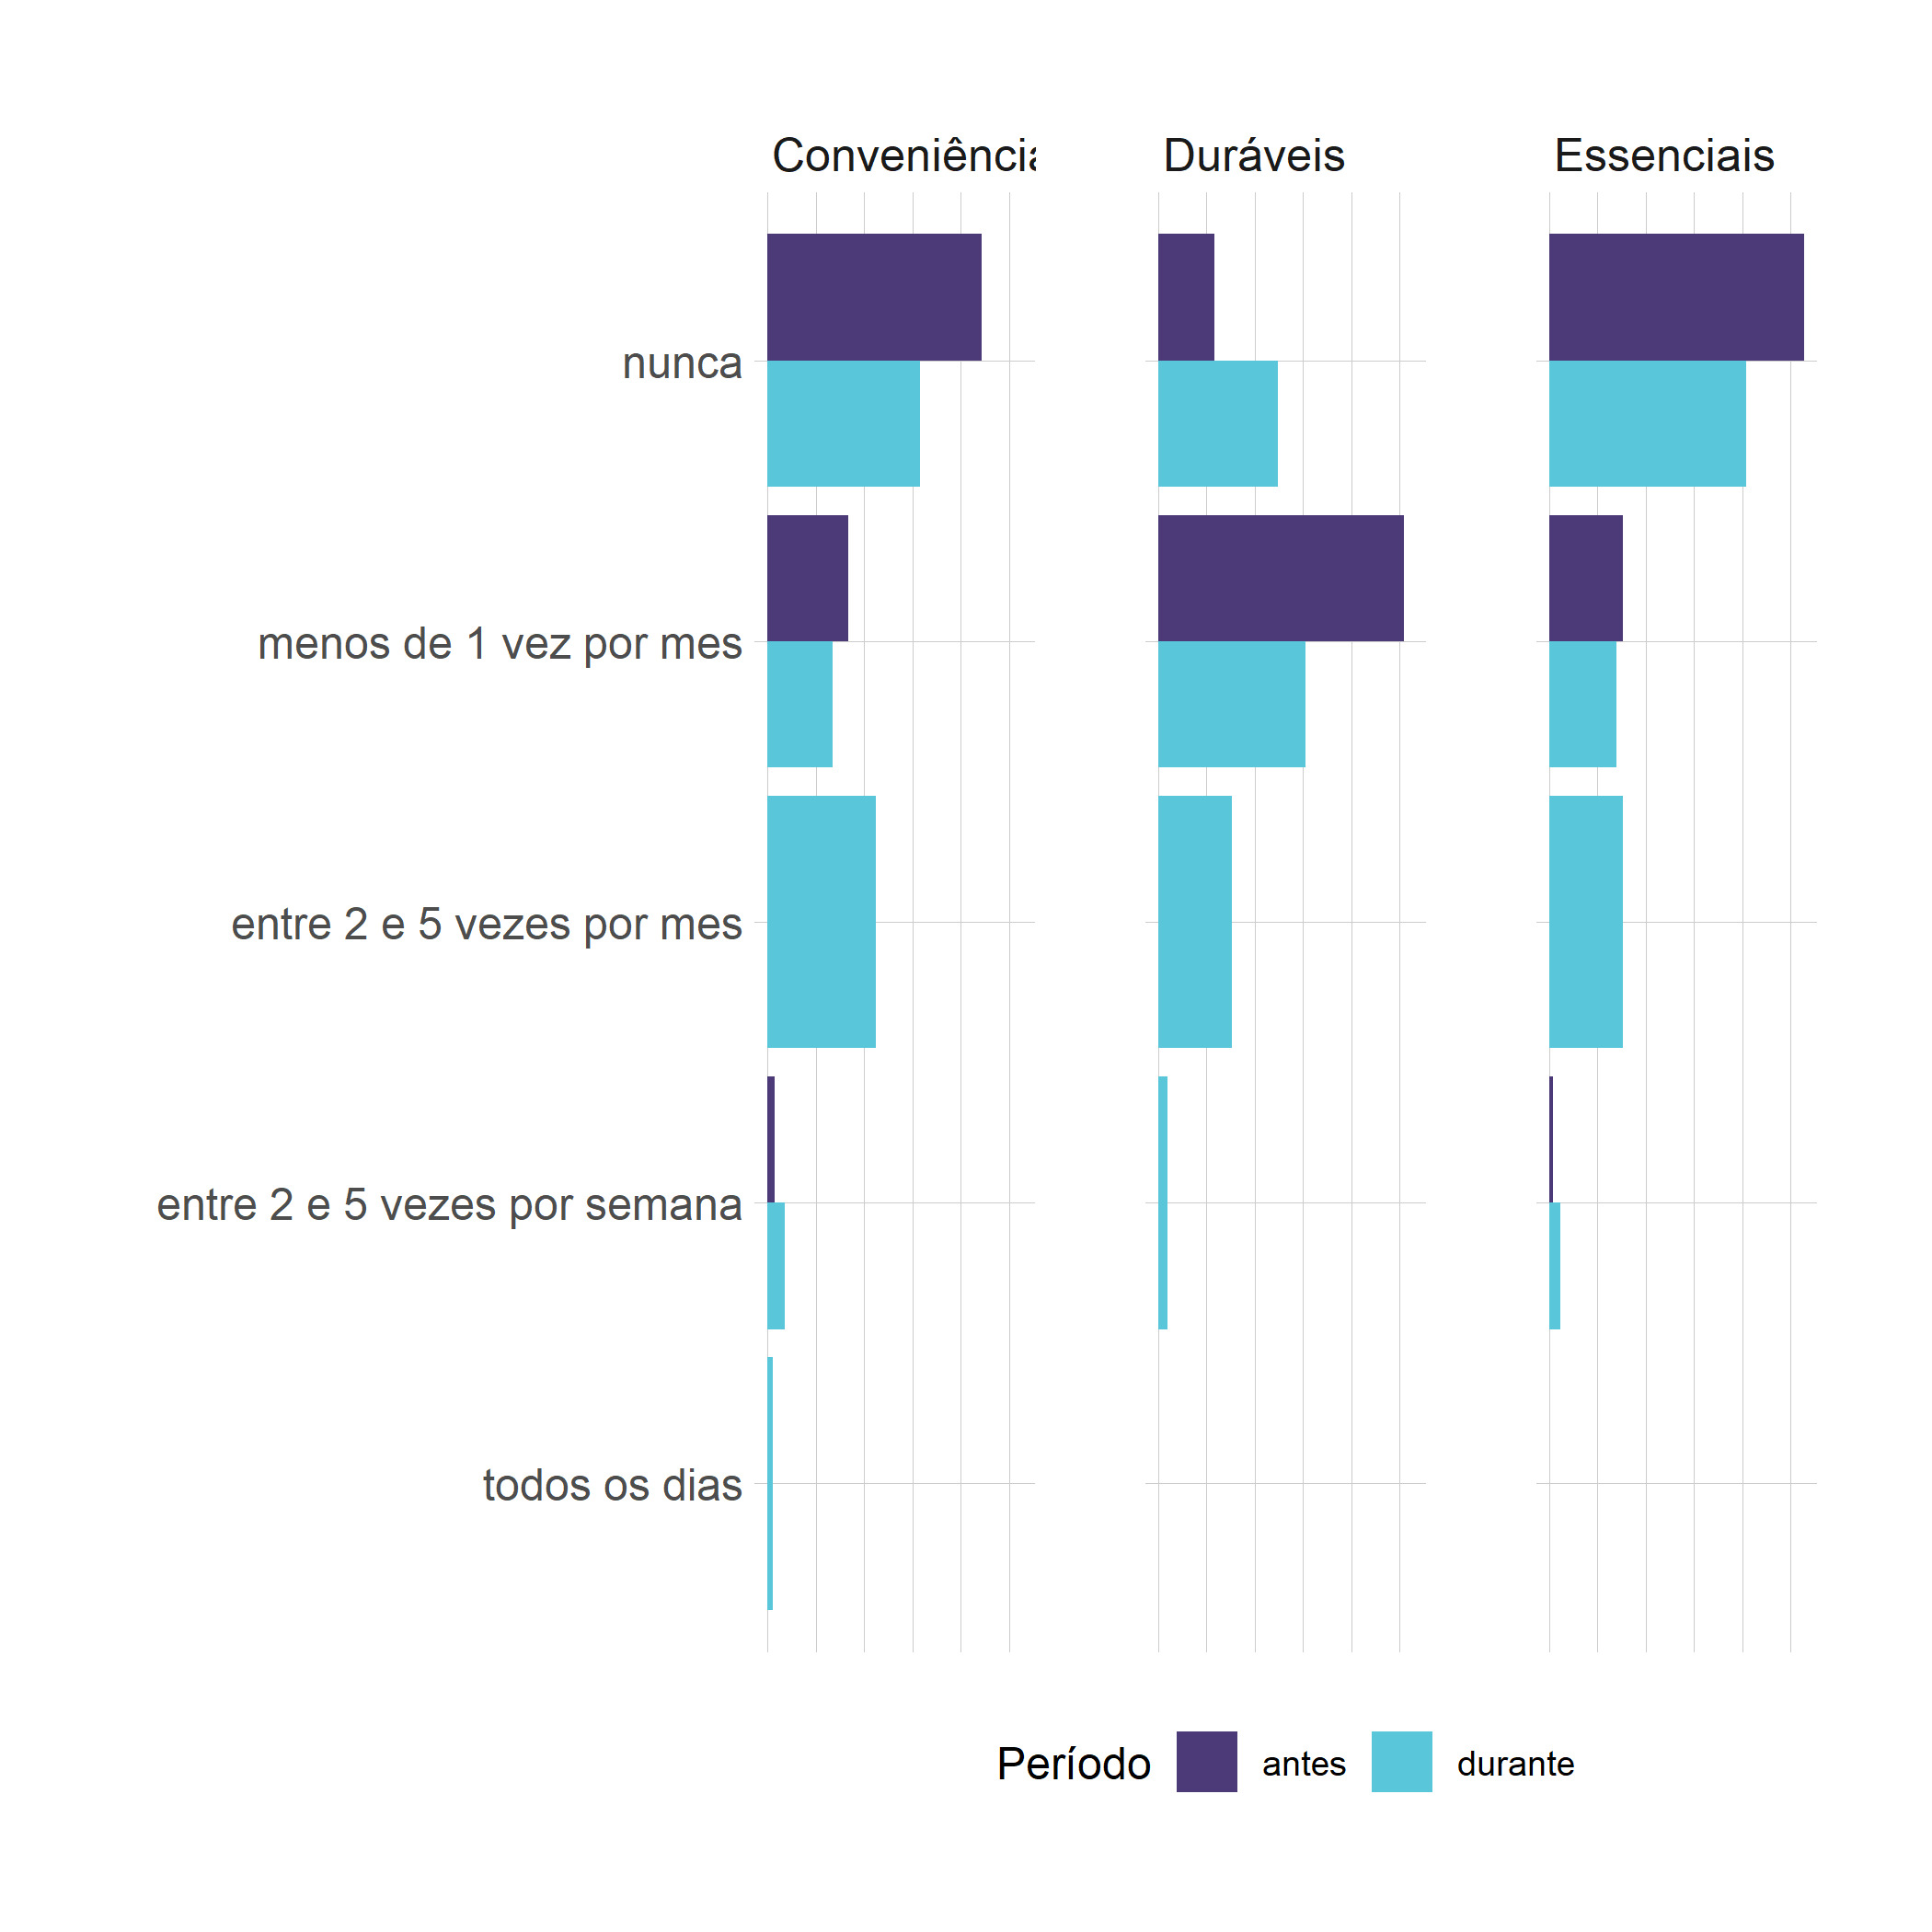 Conveniência Duráveis Essenciais
nunca
menos de 1 vez por mes
entre 2 e 5 vezes por mes
entre 2 e 5 vezes por semana
todos os dias
Período antes durante